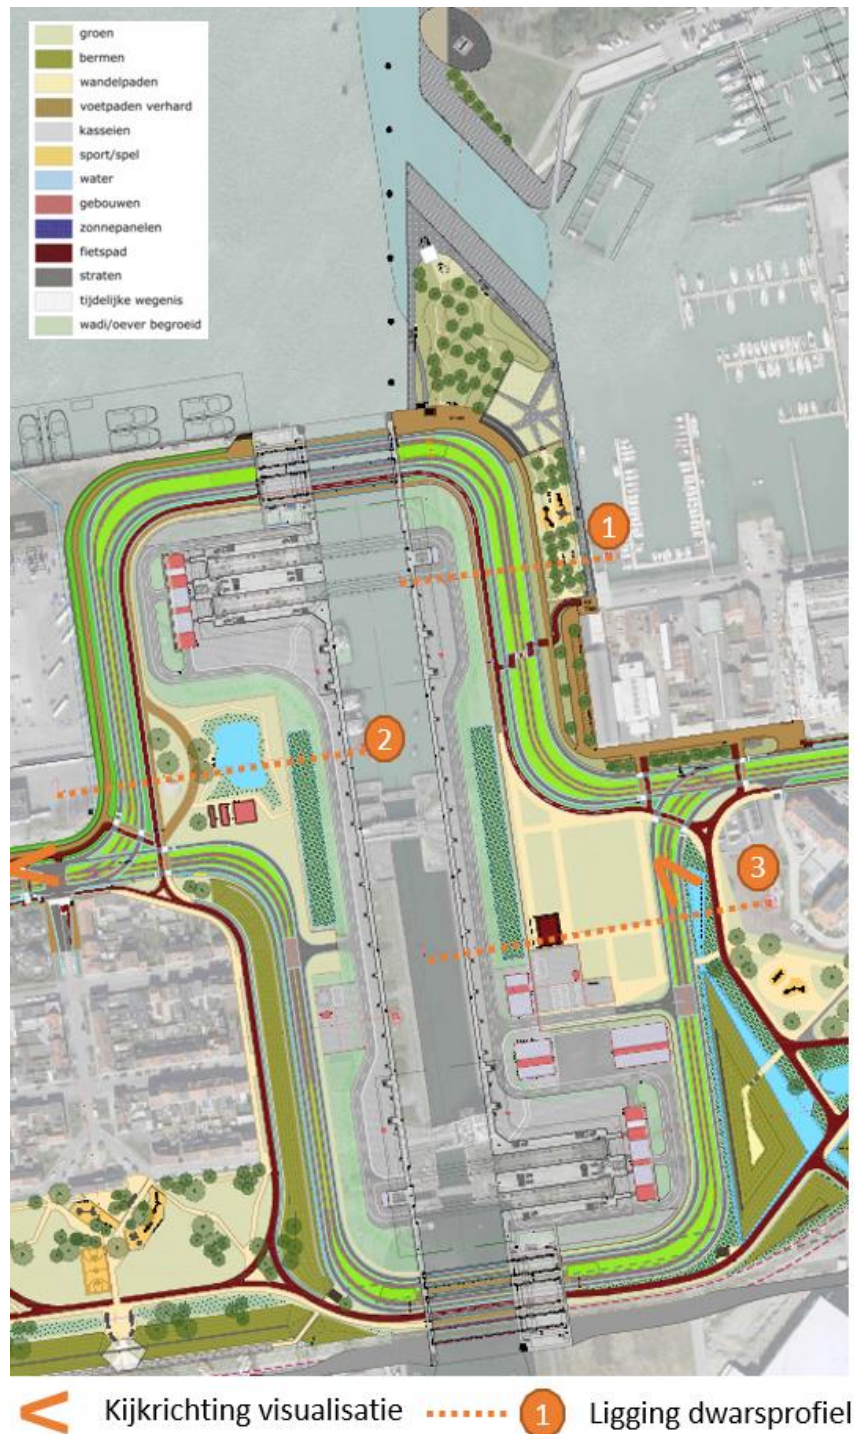 groen
bermen
wandelpaden
voetpaden verhard
kasseien
sport/spel
water
gebouwen
zonnepanelen
fietspad
straten
tijdelijke wegenis
wadi/oever begroeid
1
2
3
Kijkrichting visualisatie
1 Ligging dwarsprofiel